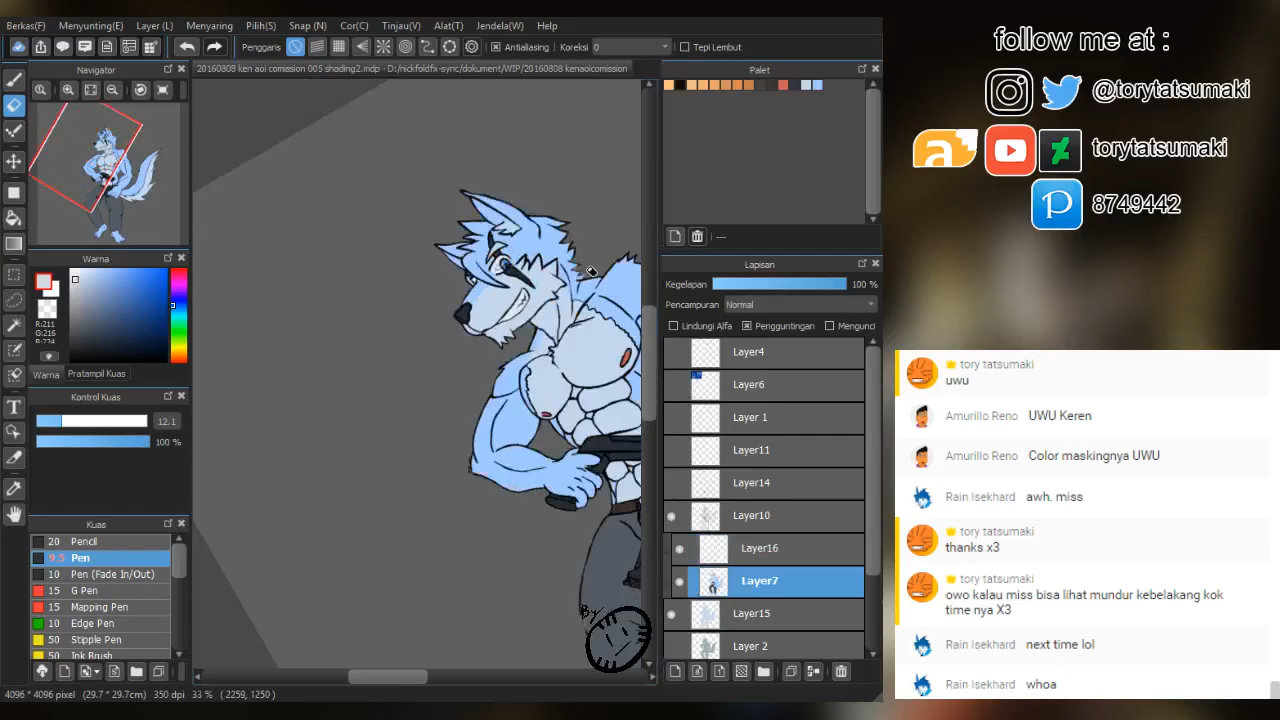 Berkas(F) Menyunting(E) Layer (L) Menyaring Pilih(S) Snap (N) Cor(C) Tinjau(V) Alat(T) Jendela(W) Help
Penggaris Antialiasing Koreksi 0 Tepi Lembut
Navigator
20160808 ken aoi comission 005 shading2.mdp - D:/nickfoldfx-sync/dokument/WIP/20160808 kenaoicomission
Palet
---
Warna
R:211
G:216
B:224
Warna Pratampil Kuas
Kontrol Kuas
12.1
100 %
Kuas
20 Pencil
9.5 Pen
10 Pen (Fade In/Out)
15 G Pen
15 Mapping Pen
10 Edge Pen
50 Stipple Pen
50 Ink Brush
Lapisan
Kegelapan 100 %
Pencampuran Normal
Lindungi Alfa Pengguntingan Mengunci
Layer4
Layer6
Layer 1
Layer11
Layer14
Layer10
Layer16
Layer7
Layer15
Layer 2
BY
4096 * 4096 pixel (29.7 * 29.7cm) 350 dpi 33 % ( 2259, 1250 )
follow me at :
@torytatsumaki
a torytatsumaki
P 8749442
tory tatsumaki
uwu
Amurillo Reno UWU Keren
Amurillo Reno Color maskingnya UWU
Rain Isekhard awh. miss
tory tatsumaki
thanks x3
tory tatsumaki
owo kalau miss bisa lihat mundur kebelakang kok
time nya X3
Rain Isekhard next time lol
Rain Isekhard whoa